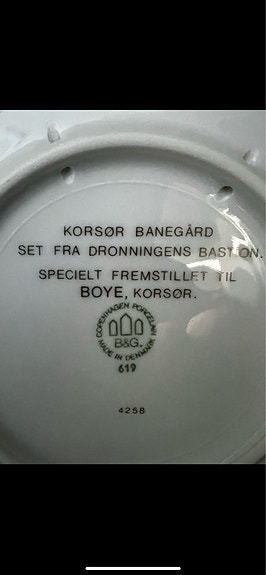 KORSØR BANEGÅRD
SET FRA DRONNINGENS BASTION.
SPECIELT FREMSTILLET TIL
BOYE, KORSØR.
COPENHAGEN PORCELAIN
B&G.
MADE IN DENMARK
619
4258